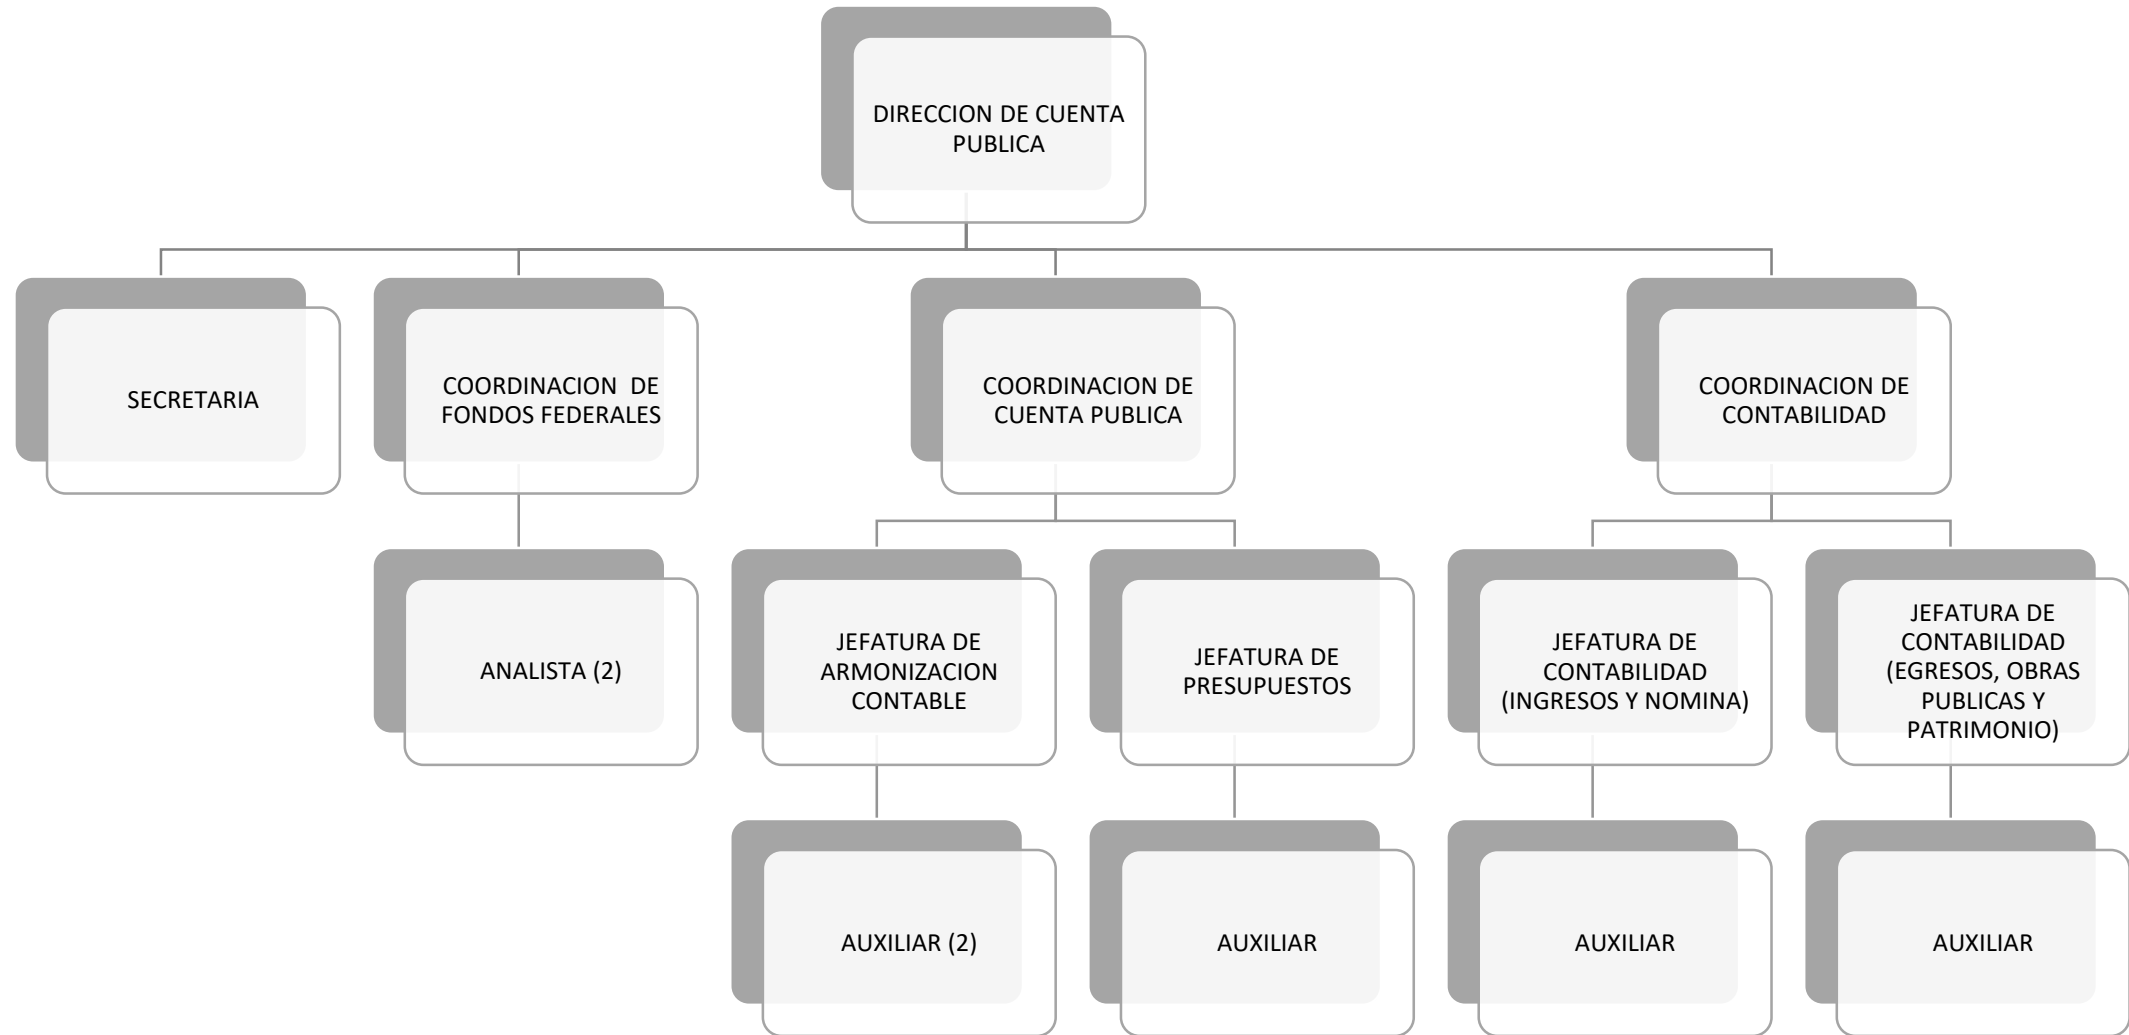 DIRECCION DE CUENTA
PUBLICA
SECRETARIA
COORDINACION  DE
FONDOS FEDERALES
COORDINACION DE
CUENTA PUBLICA
COORDINACION DE
CONTABILIDAD
ANALISTA (2)
JEFATURA DE
ARMONIZACION
CONTABLE
JEFATURA DE
PRESUPUESTOS
JEFATURA DE
CONTABILIDAD
(INGRESOS Y NOMINA)
JEFATURA DE
CONTABILIDAD
(EGRESOS, OBRAS
PUBLICAS Y
PATRIMONIO)
AUXILIAR (2)
AUXILIAR
AUXILIAR
AUXILIAR